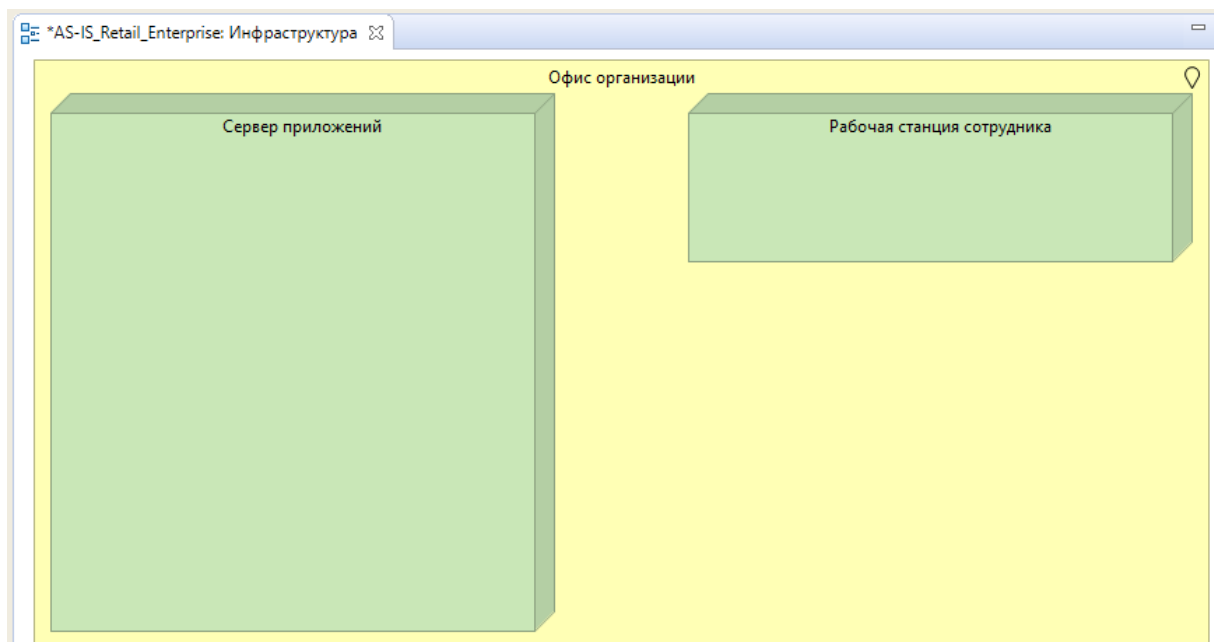 *AS-IS_Retail_Enterprise: Инфраструктура
Офис организации
Сервер приложений
Рабочая станция сотрудника